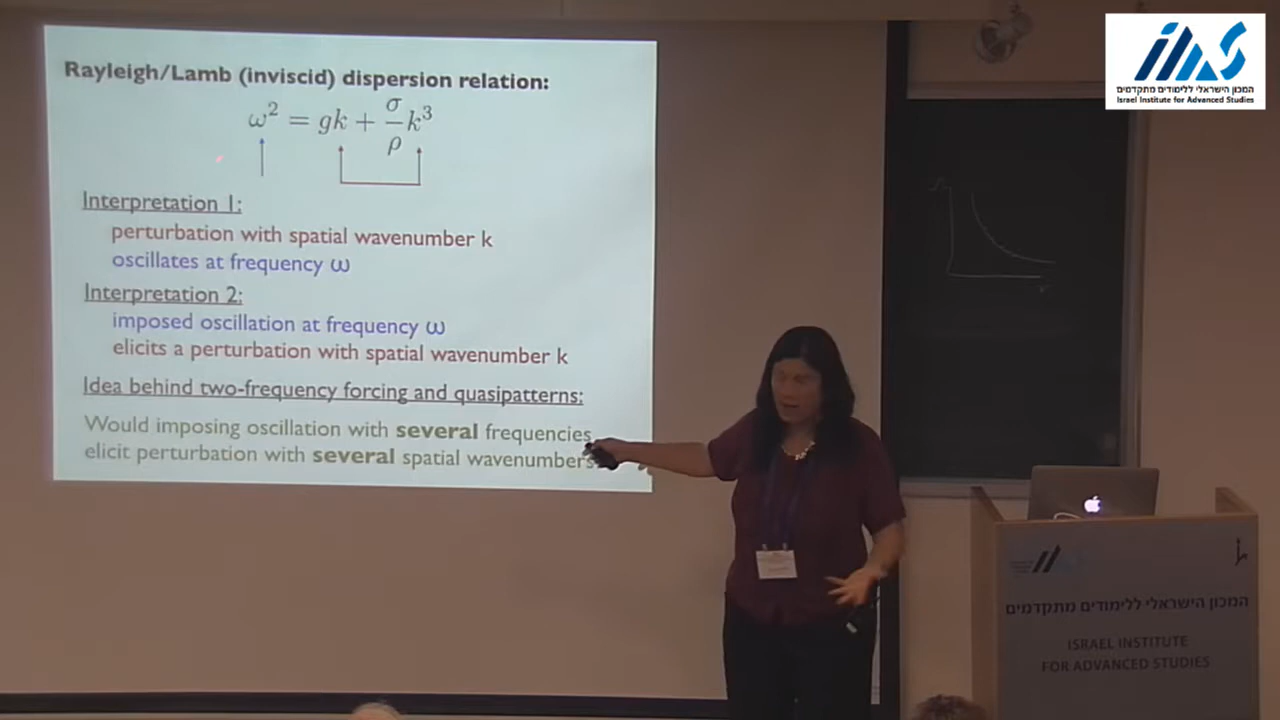 Rayleigh/Lamb (inviscid) dispersion relation:
ω² = gk + σ/ρ k³
Interpretation 1:
perturbation with spatial wavenumber k
oscillates at frequency ω
Interpretation 2:
imposed oscillation at frequency ω
elicits a perturbation with spatial wavenumber k
Idea behind two-frequency forcing and quasipatterns:
Would imposing oscillation with several frequencies
elicit perturbation with several spatial wavenumbers
המכון הישראלי ללימודים מתקדמים
Israel Institute for Advanced Studies
המכון הישראלי ללימודים מתקדמים
ISRAEL INSTITUTE
FOR ADVANCED STUDIES